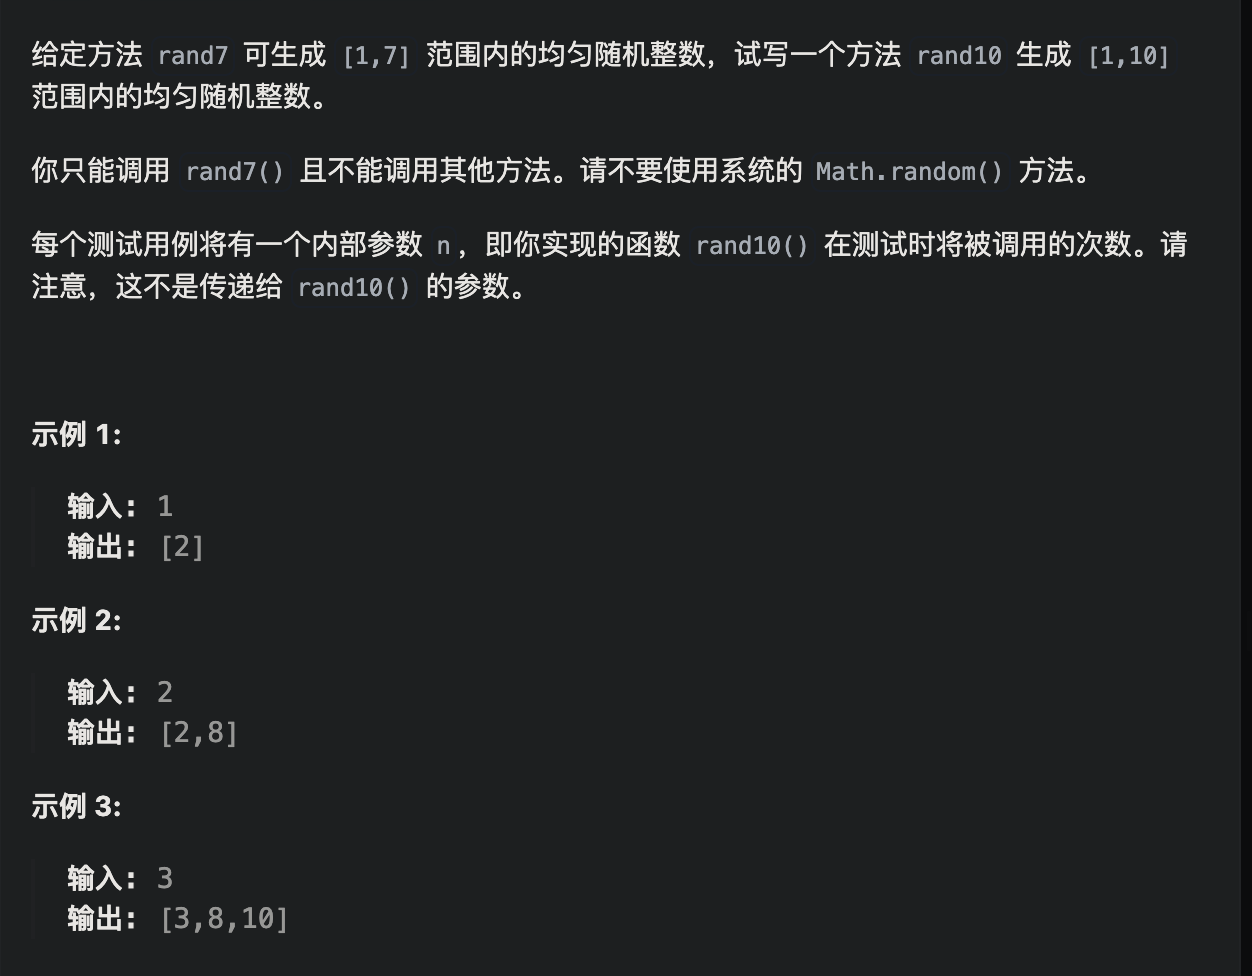 给定方法 rand7 可生成 [1,7] 范围内的均匀随机整数，试写一个方法 rand10 生成 [1,10]
范围内的均匀随机整数。
你只能调用 rand7() 且不能调用其他方法。请不要使用系统的 Math.random() 方法。
每个测试用例将有一个内部参数 n，即你实现的函数 rand10() 在测试时将被调用的次数。请
注意，这不是传递给 rand10() 的参数。
示例 1:
输入: 1
输出: [2]
示例 2:
输入: 2
输出: [2,8]
示例 3:
输入: 3
输出: [3,8,10]